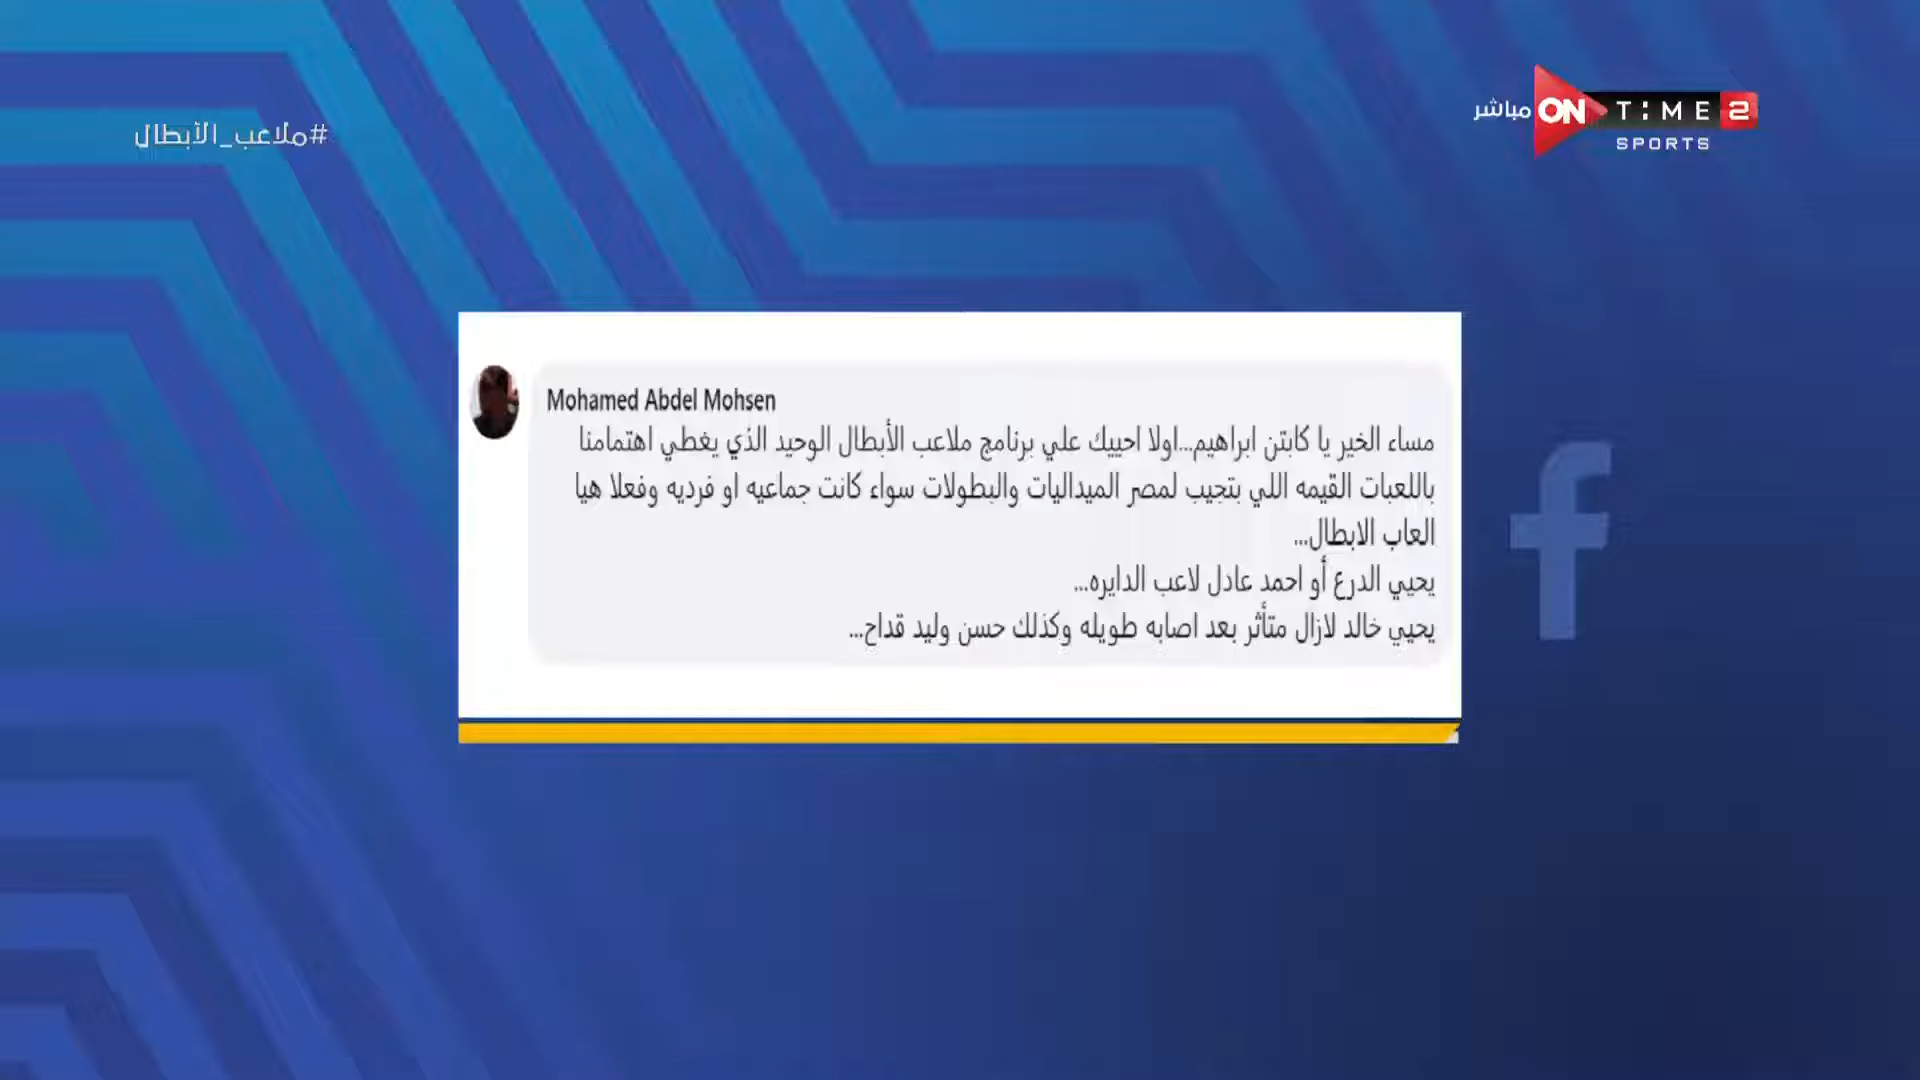 #ملاعب_الأبطال
مباشر ON TIME 2
SPORTS
Mohamed Abdel Mohsen
مساء الخير يا كابتن ابراهيم...اولا احييك علي برنامج ملاعب الأبطال الوحيد الذي يغطي اهتمامنا
باللعبات القيمه اللي بتجيب لمصر الميداليات والبطولات سواء كانت جماعيه او فرديه وفعلا هيا
العاب الابطال...
يحيي الدرع أو احمد عادل لاعب الدايره...
يحيي خالد لازال متأثر بعد اصابه طويله وكذلك حسن وليد قداح...